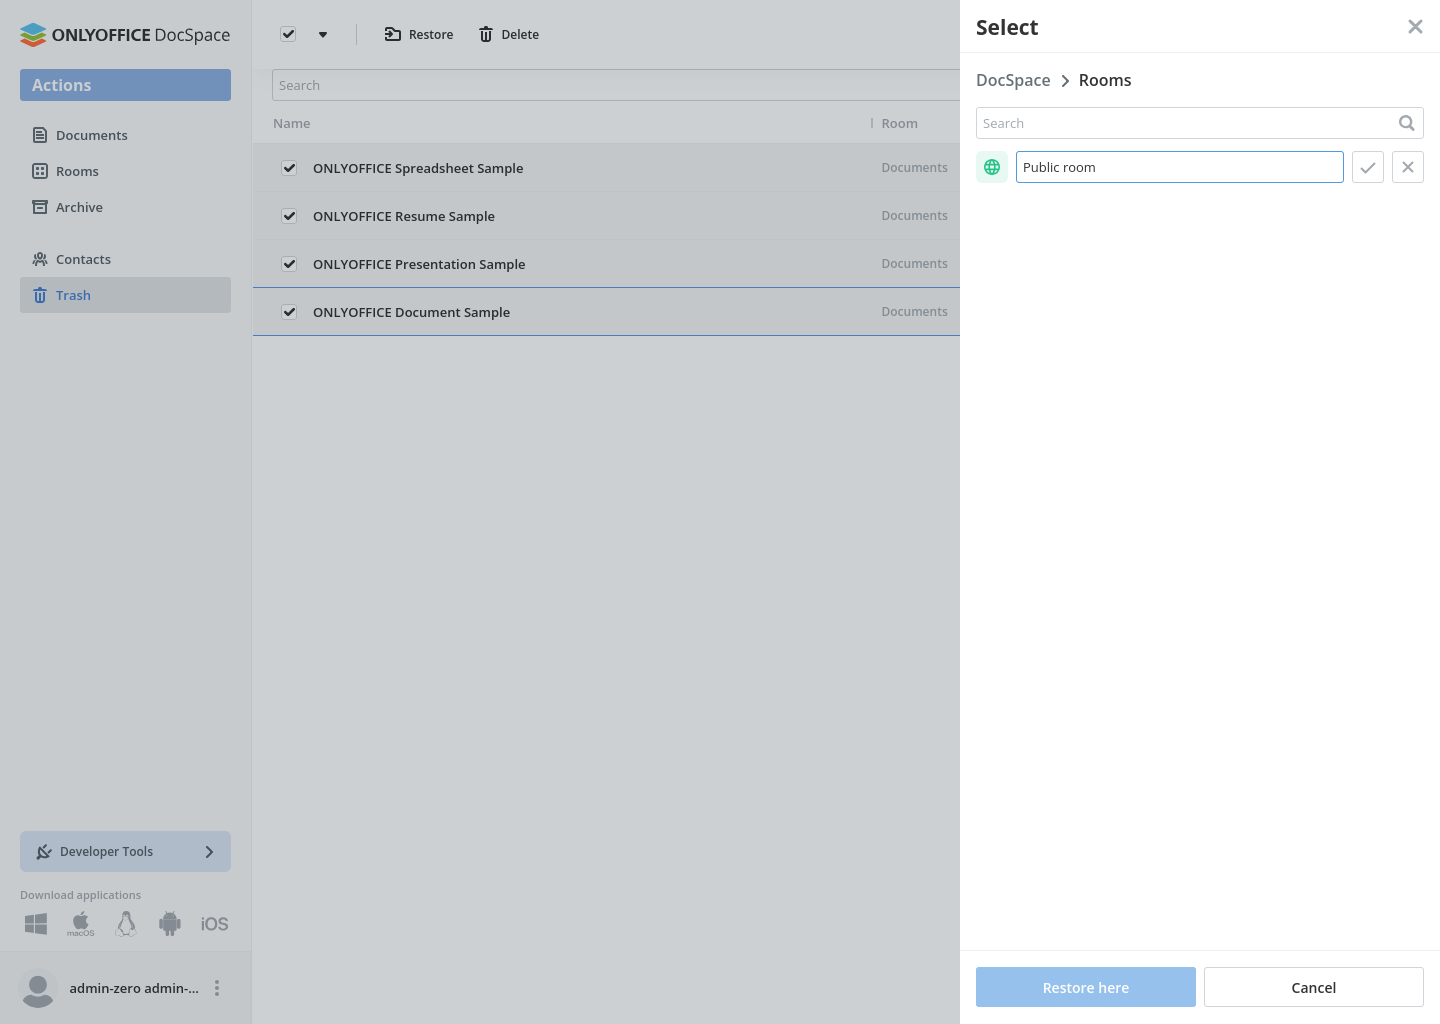 ONLYOFFICE DocSpace
Actions
Documents
Rooms
Archive
Contacts
Trash
Developer Tools
Download applications
macOS
iOS
admin-zero admin-...
Restore
Delete
Search
Name
Room
ONLYOFFICE Spreadsheet Sample
Documents
ONLYOFFICE Resume Sample
Documents
ONLYOFFICE Presentation Sample
Documents
ONLYOFFICE Document Sample
Documents
Select
DocSpace
Rooms
Search
Public room
Restore here
Cancel